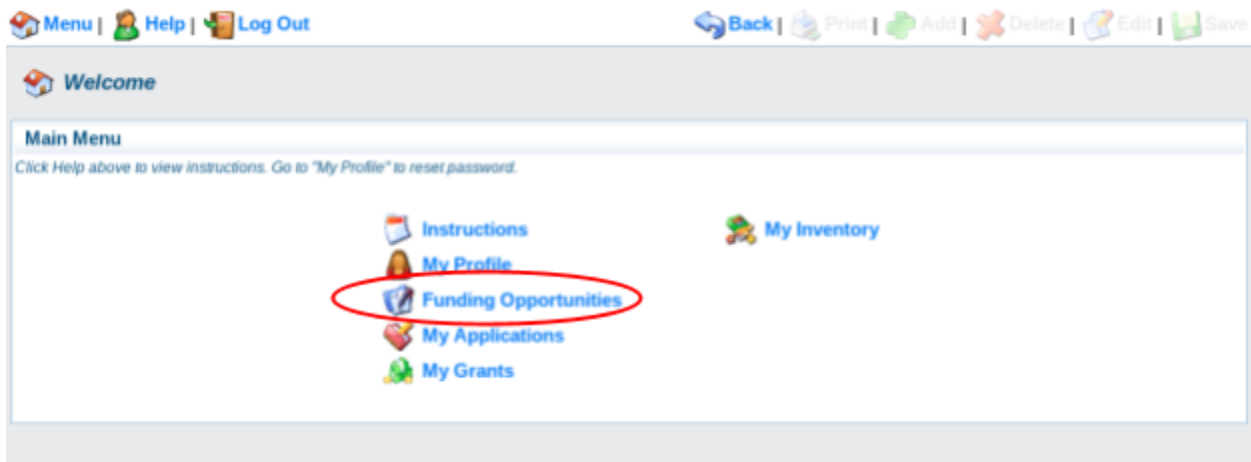 Menu | Help | Log Out Back | Print | Add | Delete | Edit | Save
Welcome
Main Menu
Click Help above to view instructions. Go to "My Profile" to reset password.
Instructions My Inventory
My Profile
Funding Opportunities
My Applications
My Grants